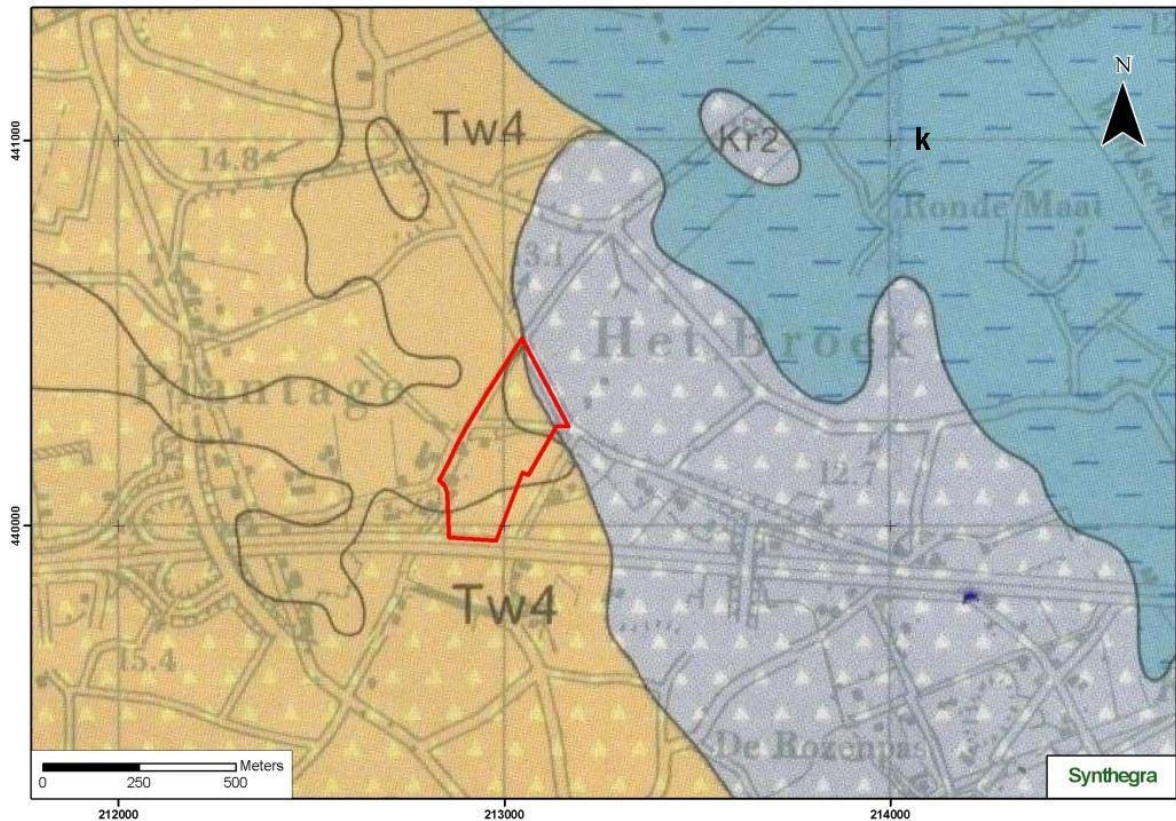 N
441000
440000
Tw4
Kr2
k
14.8
Ronde Maat
13.1
Het Broek
Plantage
12.7
Tw4
15.4
De Rozenpas
Meters
0 250 500
Synthegra
212000 213000 214000